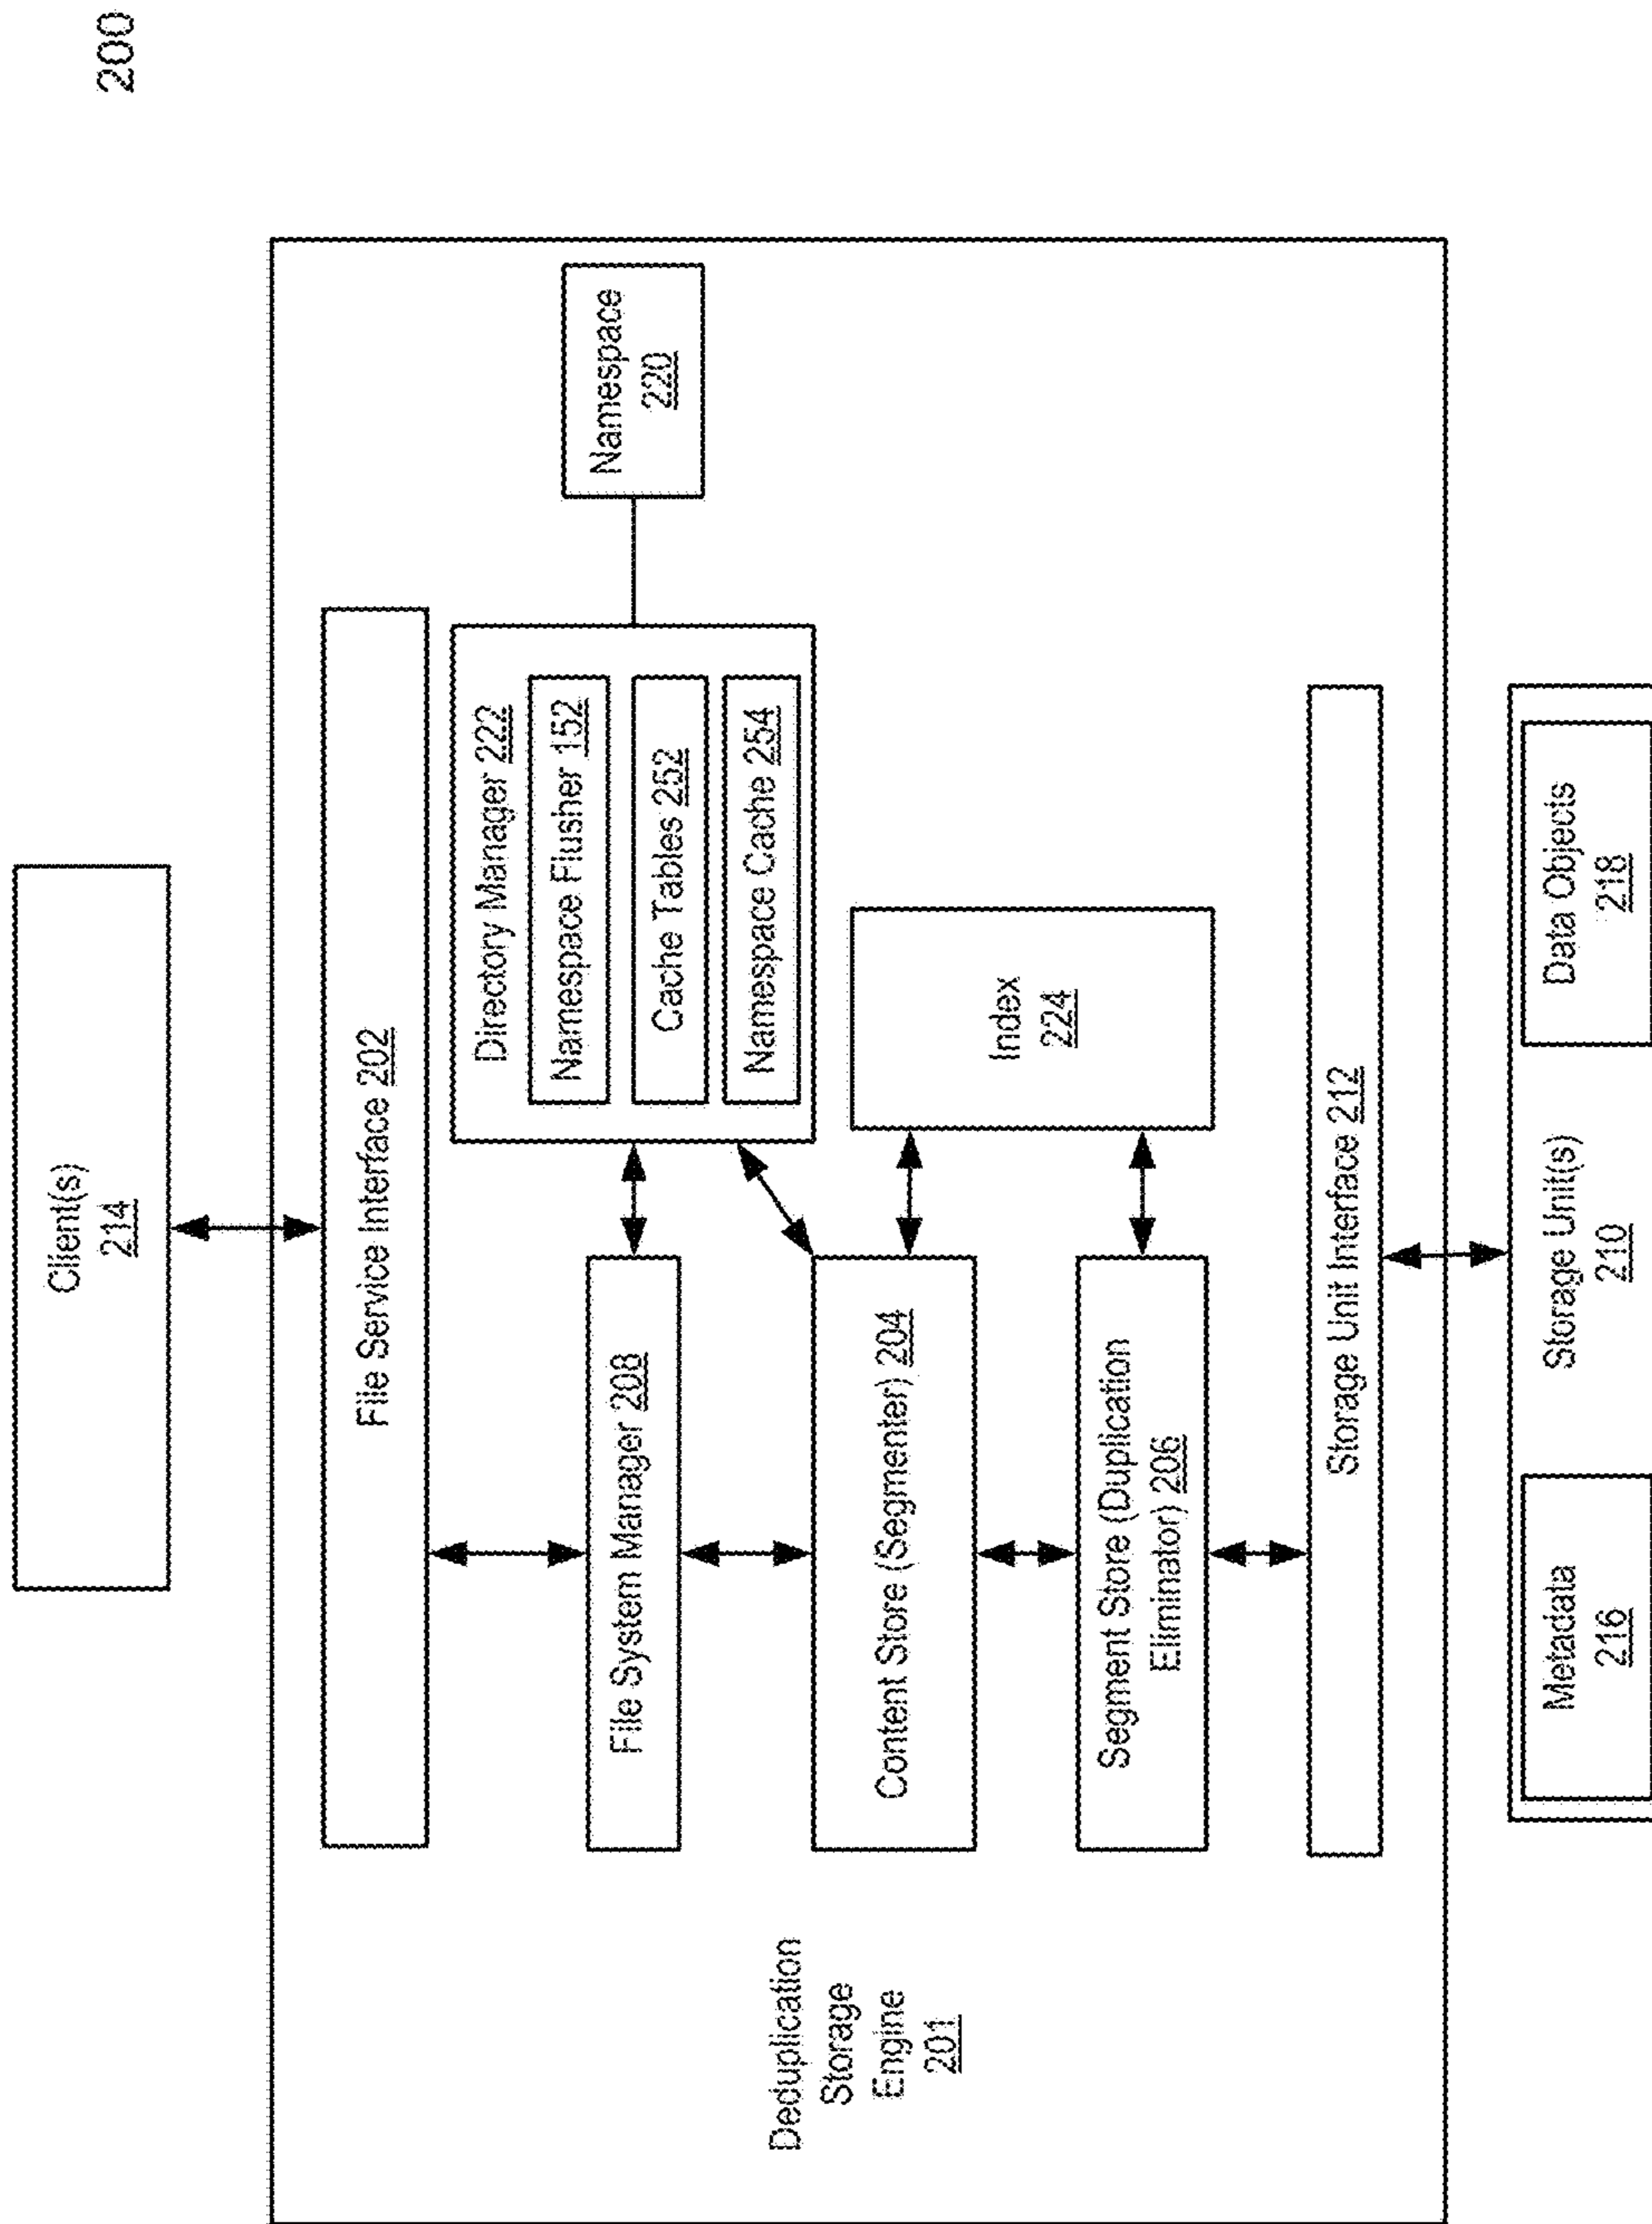 200
Client(s)
214
File Service Interface 202
Directory Manager 222
Namespace Flusher 152
Cache Tables 252
Namespace Cache 254
Namespace
220
File System Manager 208
Deduplication
Storage
Engine
201
Content Store (Segmenter) 204
Index
224
Segment Store (Duplication
Eliminator) 206
Storage Unit Interface 212
Metadata
216
Storage Unit(s)
210
Data Objects
218